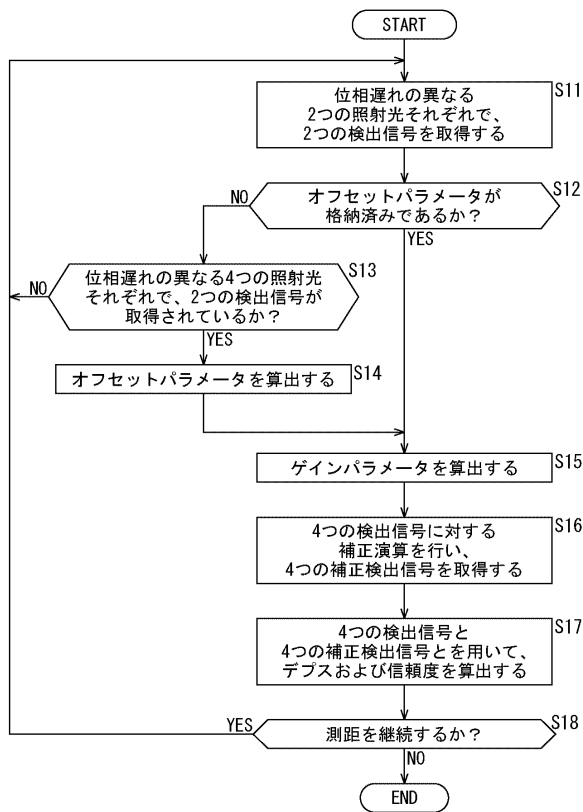 START
位相遅れの異なる
2つの照射光それぞれで、
2つの検出信号を取得する
S11
オフセットパラメータが
格納済みであるか?
S12
NO
YES
位相遅れの異なる4つの照射光
それぞれで、2つの検出信号が
取得されているか?
S13
NO
YES
オフセットパラメータを算出する
S14
ゲインパラメータを算出する
S15
4つの検出信号に対する
補正演算を行い、
4つの補正検出信号を取得する
S16
4つの検出信号と
4つの補正検出信号とを用いて、
デプスおよび信頼度を算出する
S17
測距を継続するか?
S18
YES
NO
END